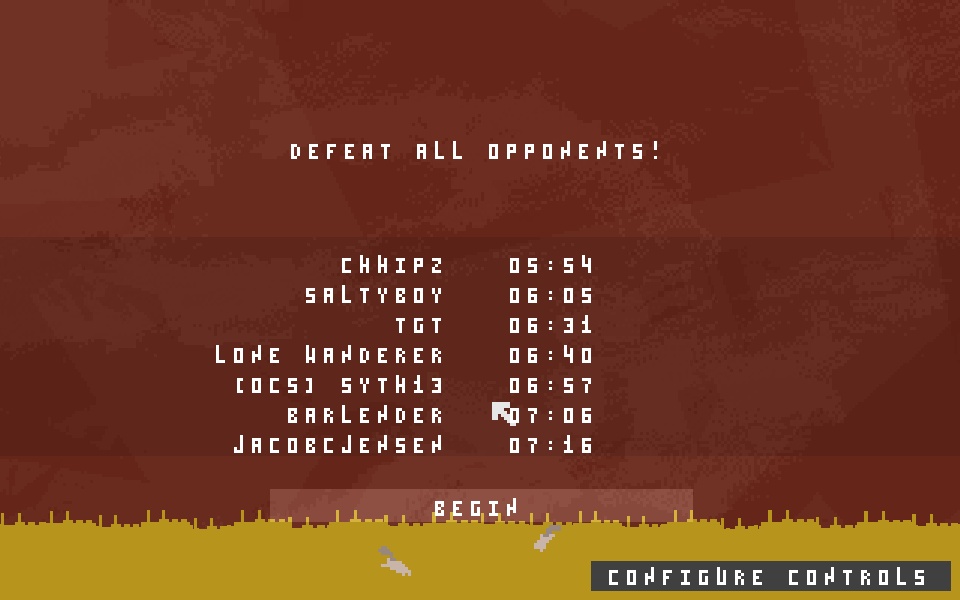 DEFEAT ALL OPPONENTS!
CHHIPZ 05:54
SALTYBOY 06:05
TGT 06:31
LONE WANDERER 06:40
[OCS] SYTH13 06:57
BARLENDER 07:06
JACOBCJENSEN 07:16
BEGIN
CONFIGURE CONTROLS